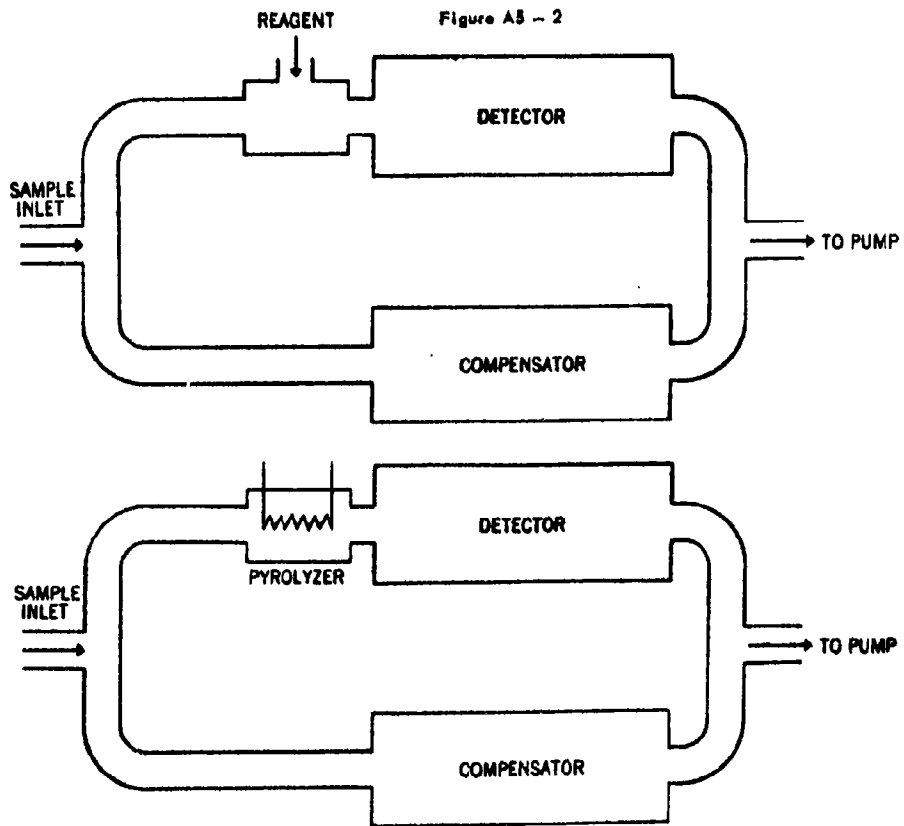 Figure A5 - 2
REAGENT
DETECTOR
SAMPLE
INLET
TO PUMP
COMPENSATOR
DETECTOR
PYROLYZER
SAMPLE
INLET
TO PUMP
COMPENSATOR